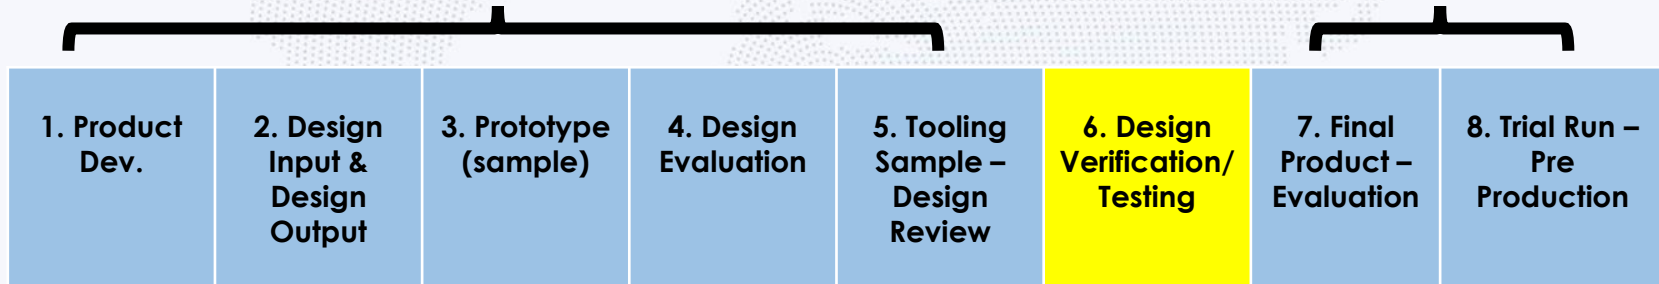 1. Product
Dev.
2. Design
Input &
Design
Output
3. Prototype
(sample)
4. Design
Evaluation
5. Tooling
Sample –
Design
Review
6. Design
Verification/
Testing
7. Final
Product –
Evaluation
8. Trial Run –
Pre
Production